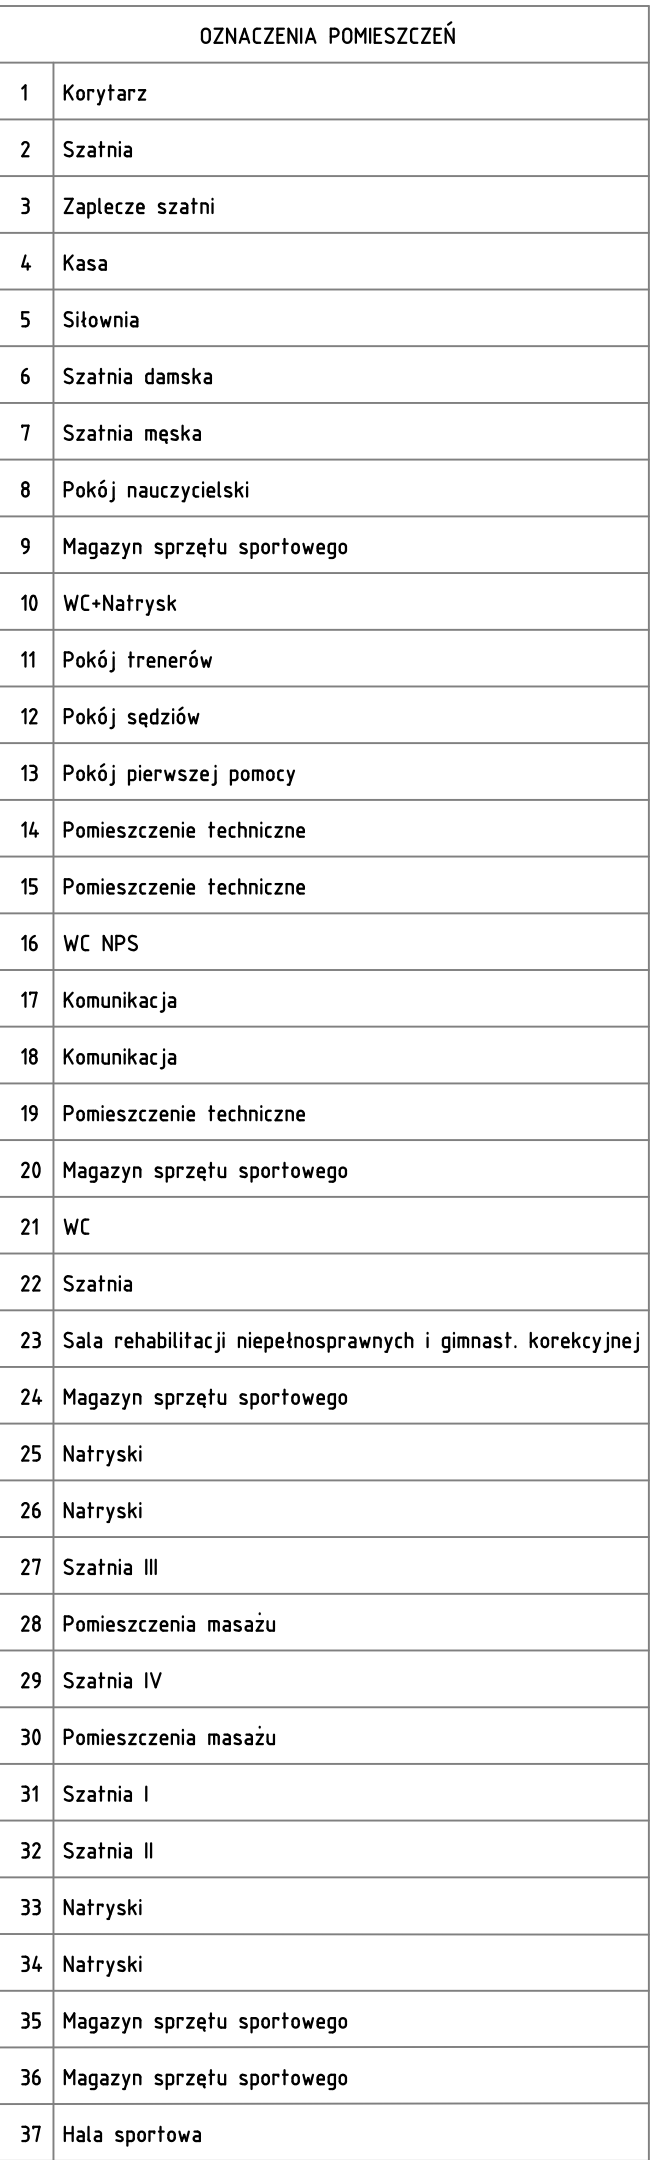 OZNACZENIA POMIESZCZEŃ
1 Korytarz
2 Szatnia
3 Zaplecze szatni
4 Kasa
5 Siłownia
6 Szatnia damska
7 Szatnia męska
8 Pokój nauczycielski
9 Magazyn sprzętu sportowego
10 WC+Natrysk
11 Pokój trenerów
12 Pokój sędziów
13 Pokój pierwszej pomocy
14 Pomieszczenie techniczne
15 Pomieszczenie techniczne
16 WC NPS
17 Komunikacja
18 Komunikacja
19 Pomieszczenie techniczne
20 Magazyn sprzętu sportowego
21 WC
22 Szatnia
23 Sala rehabilitacji niepełnosprawnych i gimnast. korekcyjnej
24 Magazyn sprzętu sportowego
25 Natryski
26 Natryski
27 Szatnia III
28 Pomieszczenia masażu
29 Szatnia IV
30 Pomieszczenia masażu
31 Szatnia I
32 Szatnia II
33 Natryski
34 Natryski
35 Magazyn sprzętu sportowego
36 Magazyn sprzętu sportowego
37 Hala sportowa